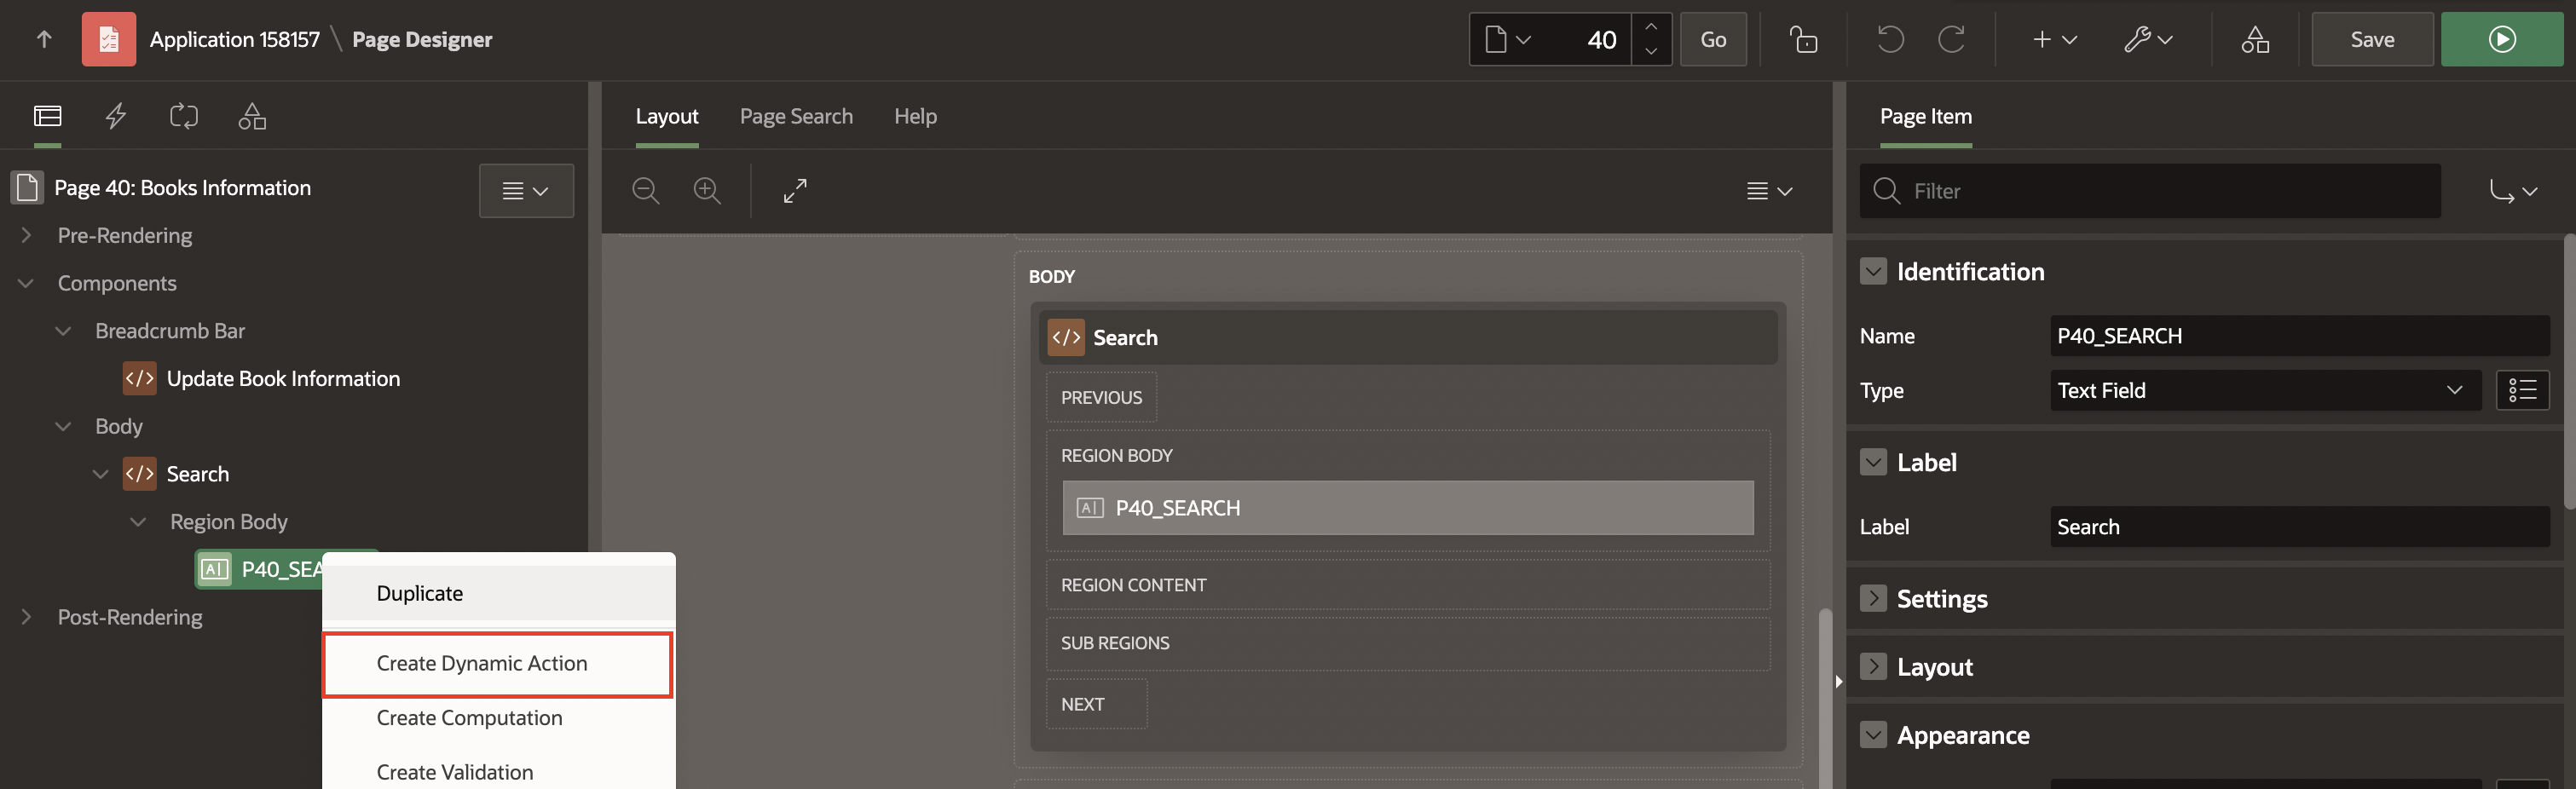 Application 158157 \ Page Designer
40
Go
Save
Layout
Page Search
Help
Page Item
Page 40: Books Information
Pre-Rendering
Components
Breadcrumb Bar
</> Update Book Information
Body
</> Search
Region Body
A| P40_SEA
Post-Rendering
Duplicate
Create Dynamic Action
Create Computation
Create Validation
BODY
</> Search
PREVIOUS
REGION BODY
A| P40_SEARCH
REGION CONTENT
SUB REGIONS
NEXT
Filter
Identification
Name P40_SEARCH
Type Text Field
Label
Label Search
Settings
Layout
Appearance